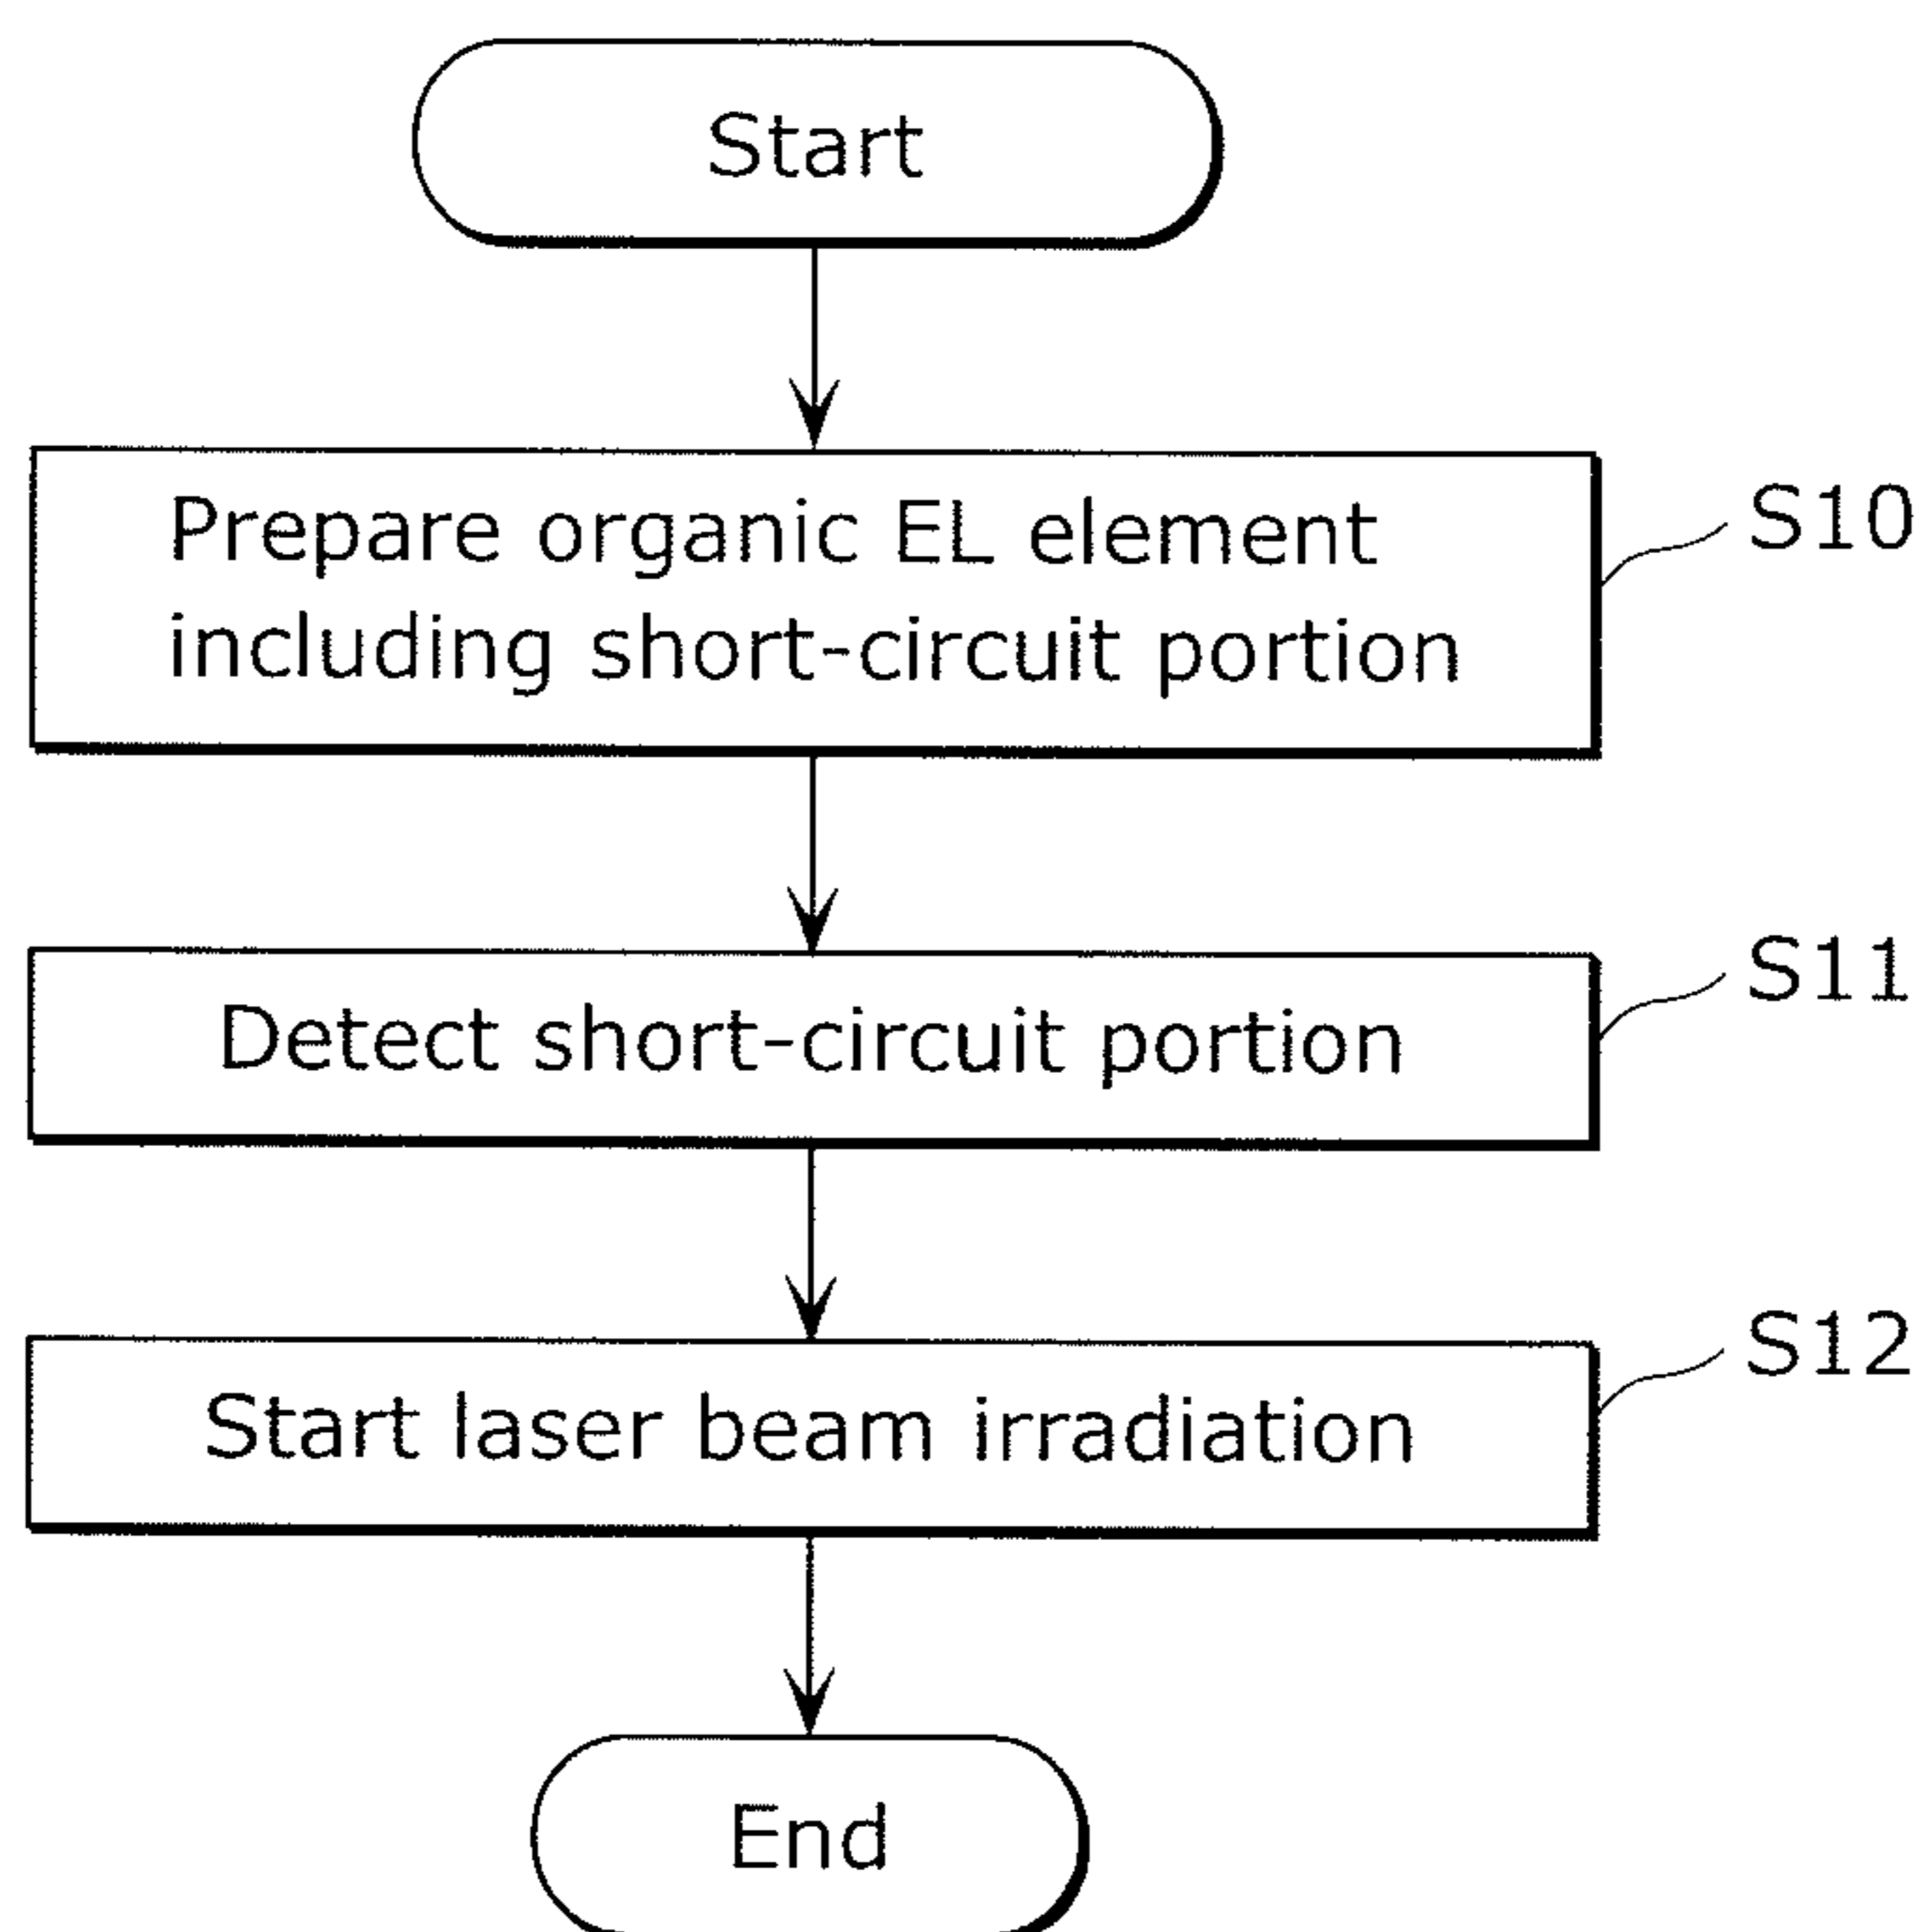 Start
Prepare organic EL element
including short-circuit portion
S10
Detect short-circuit portion
S11
Start laser beam irradiation
S12
End